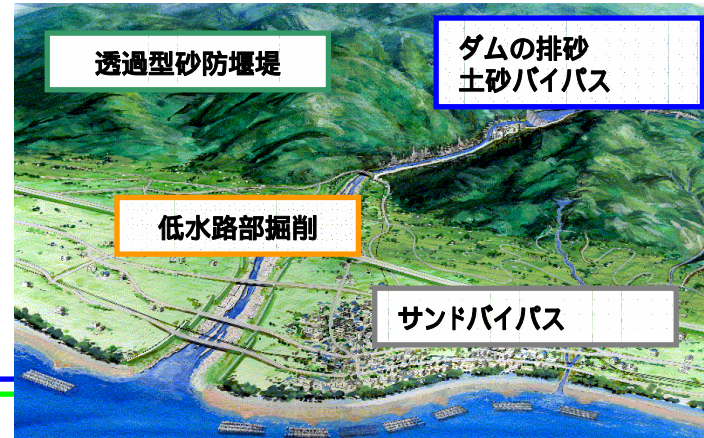 透過型砂防堰堤
ダムの排砂
土砂バイパス
低水路部掘削
サンドバイパス